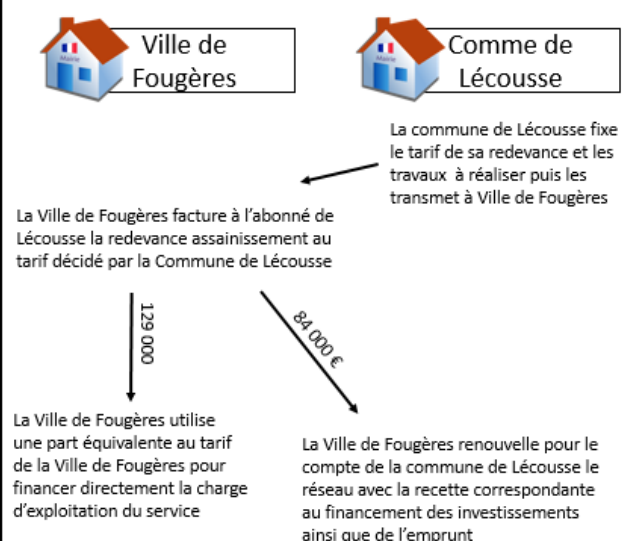 Mairie
Ville de
Fougères
Mairie
Comme de
Lécousse
La commune de Lécousse fixe
le tarif de sa redevance et les
travaux à réaliser puis les
transmet à Ville de Fougères
La Ville de Fougères facture à l'abonné de
Lécousse la redevance assainissement au
tarif décidé par la Commune de Lécousse
129 000
84 000 €
La Ville de Fougères utilise
une part équivalente au tarif
de la Ville de Fougères pour
financer directement la charge
d'exploitation du service
La Ville de Fougères renouvelle pour le
compte de la commune de Lécousse le
réseau avec la recette correspondante
au financement des investissements
ainsi que de l'emprunt